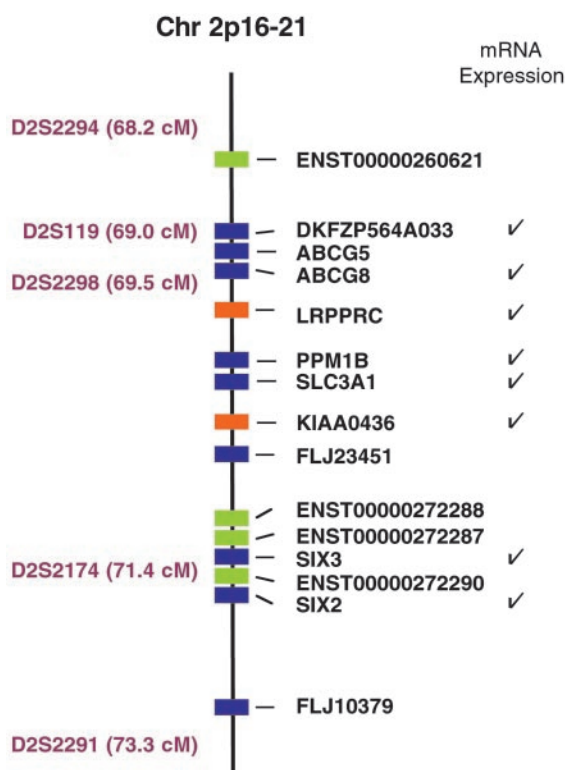 Chr 2p16-21
mRNA
Expression
D2S2294 (68.2 cM)
ENST00000260621
D2S119 (69.0 cM)
DKFZP564A033 ✓
ABCG5
D2S2298 (69.5 cM)
ABCG8 ✓
LRPPRC ✓
PPM1B ✓
SLC3A1 ✓
KIAA0436 ✓
FLJ23451
ENST00000272288
ENST00000272287
SIX3 ✓
D2S2174 (71.4 cM)
ENST00000272290
SIX2 ✓
FLJ10379
D2S2291 (73.3 cM)